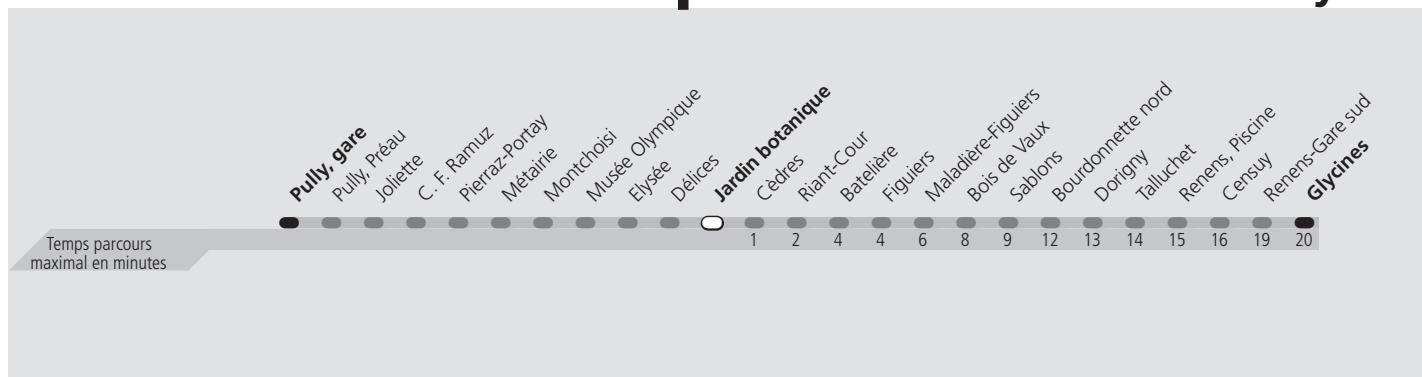 Pully, gare
Pully, Préau
Joliette
C. F. Ramuz
Pierraz-Portay
Métairie
Montchoisi
Musée Olympique
Elysée
Délices
Jardin botanique
Cèdres
Riant-Cour
Batelière
Figuiers
Maladière-Figuiers
Bois de Vaux
Sablons
Bourdonnette nord
Dorigny
Talluchet
Renens, Piscine
Censuy
Renens-Gare sud
Glycines
Temps parcours
maximal en minutes
1 2 4 4 6 8 9 12 13 14 15 16 19 20